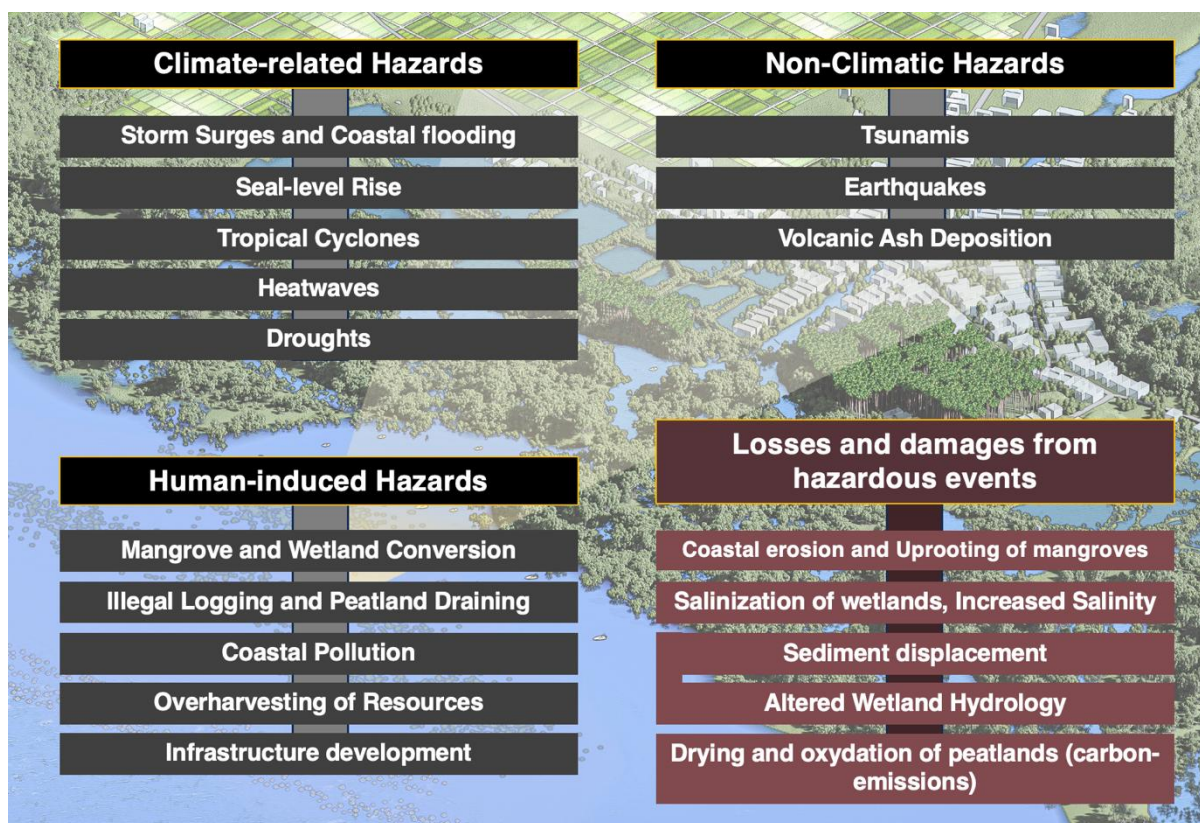 Climate-related Hazards
Storm Surges and Coastal flooding
Seal-level Rise
Tropical Cyclones
Heatwaves
Droughts
Non-Climatic Hazards
Tsunamis
Earthquakes
Volcanic Ash Deposition
Human-induced Hazards
Mangrove and Wetland Conversion
Illegal Logging and Peatland Draining
Coastal Pollution
Overharvesting of Resources
Infrastructure development
Losses and damages from
hazardous events
Coastal erosion and Uprooting of mangroves
Salinization of wetlands, Increased Salinity
Sediment displacement
Altered Wetland Hydrology
Drying and oxydation of peatlands (carbon-
emissions)